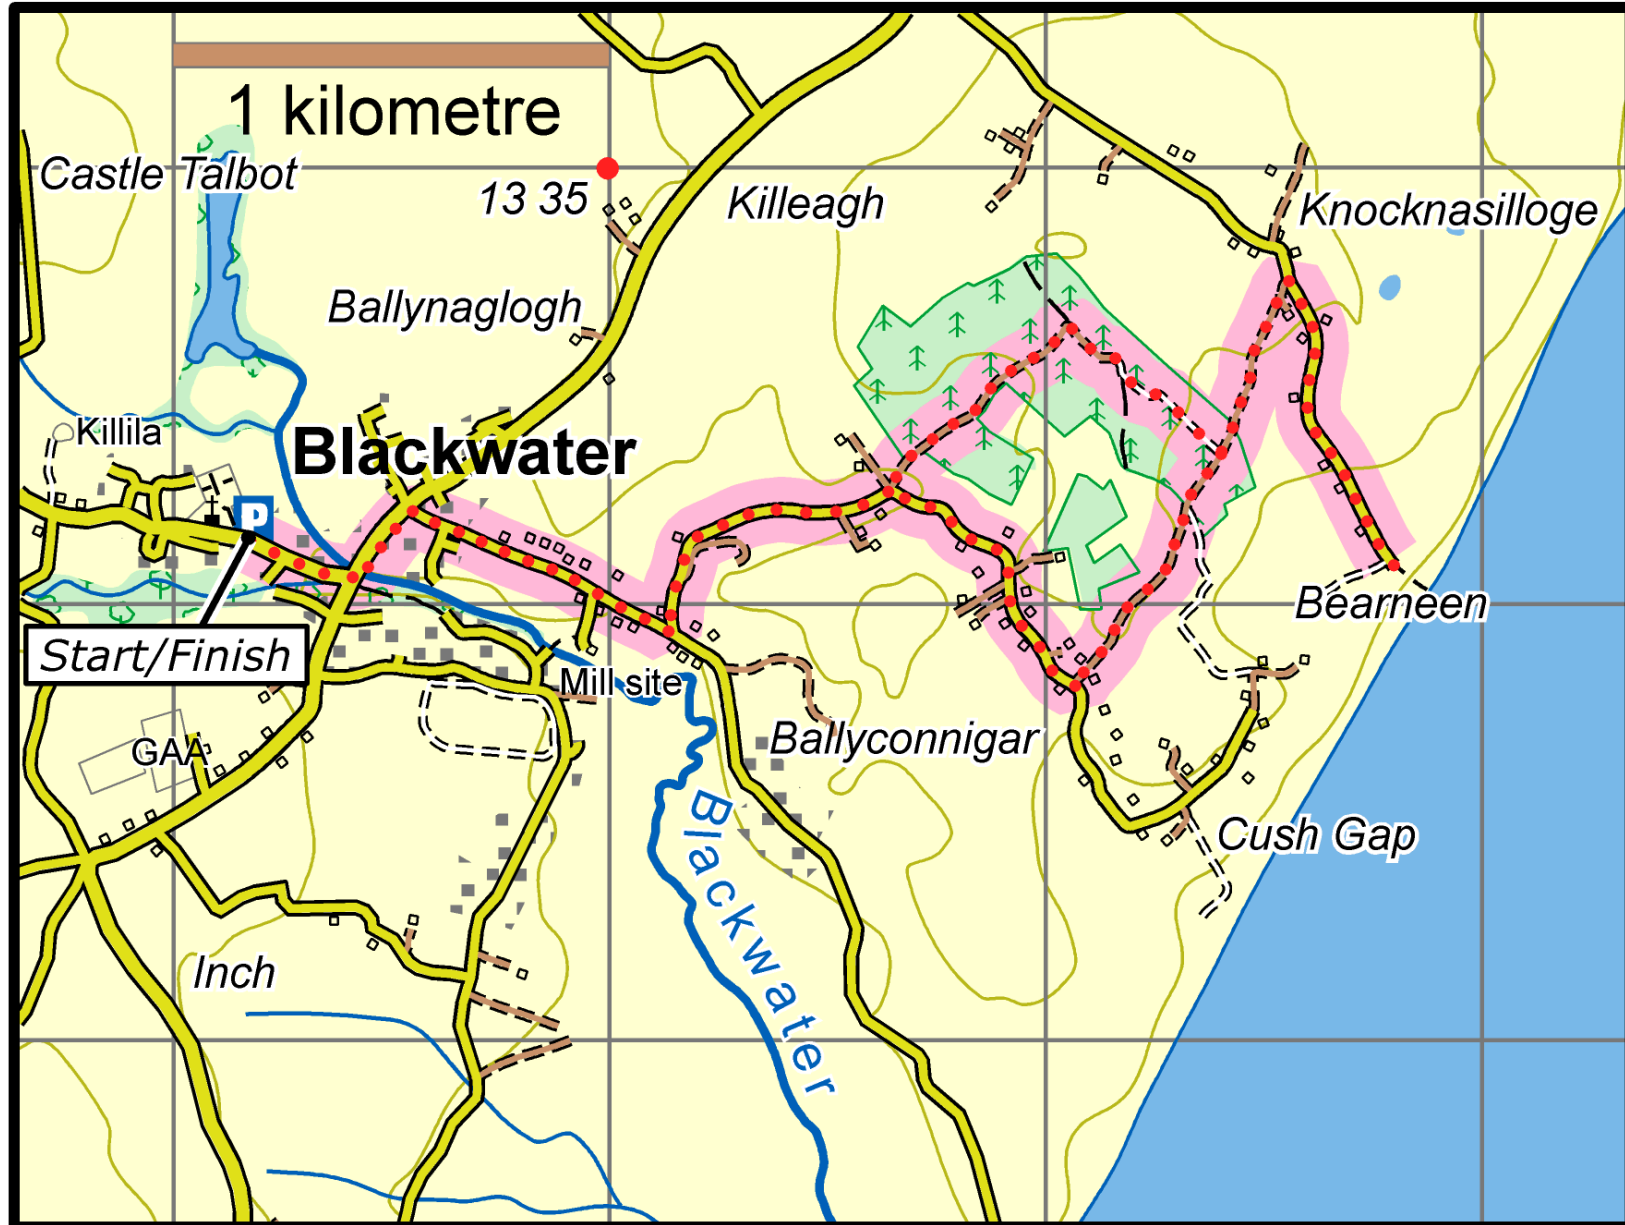 1 kilometre
Castle Talbot
13 35
Killeagh
Knocknasilloge
Ballynaglogh
Killila
Blackwater
P
Start/Finish
Bearneen
Mill site
GAA
Ballyconnigar
Blackwater
Cush Gap
Inch